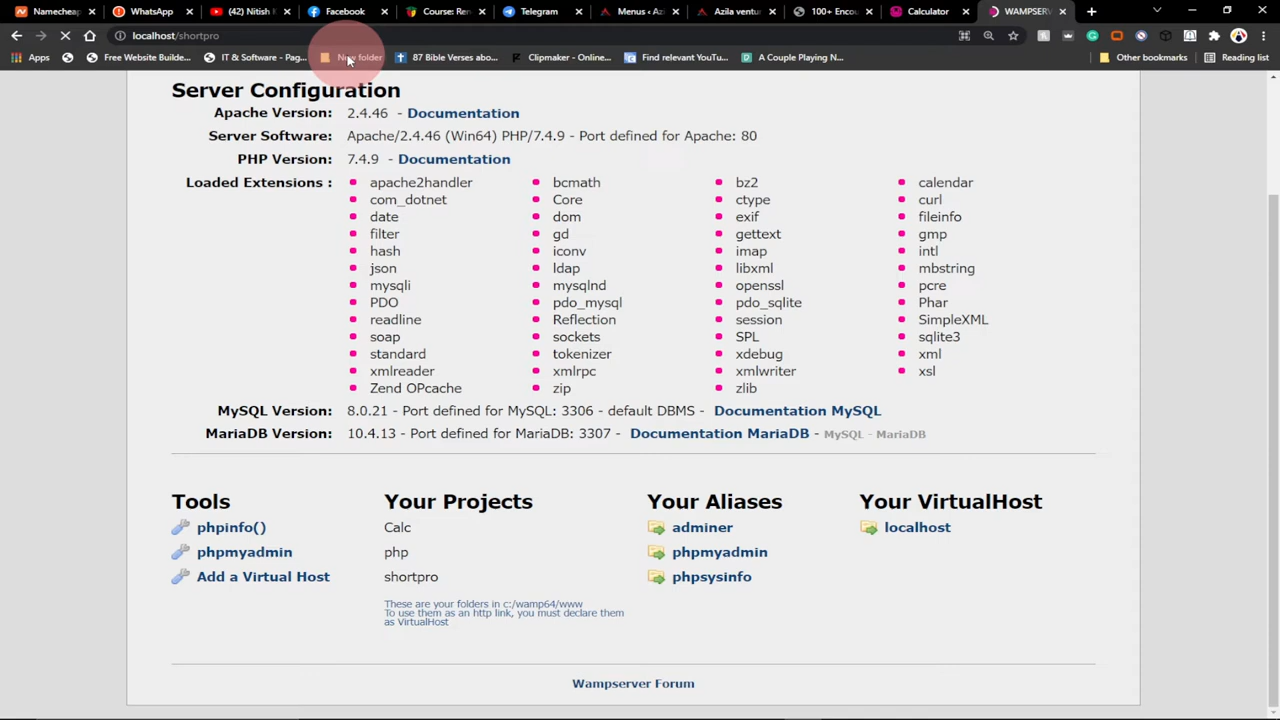 Namecheap
WhatsApp
(42) Nitish K
Facebook
Course: Ren
Telegram
Menus ‹ Azi
Azila ventur
100+ Encou
Calculator
WAMPSERV
localhost/shortpro
Apps
Free Website Builde...
IT & Software - Pag...
New folder
87 Bible Verses abo...
Clipmaker - Online...
Find relevant YouTu...
A Couple Playing N...
Other bookmarks
Reading list
Server Configuration
Apache Version: 2.4.46 - Documentation
Server Software: Apache/2.4.46 (Win64) PHP/7.4.9 - Port defined for Apache: 80
PHP Version: 7.4.9 - Documentation
Loaded Extensions : apache2handler bcmath bz2 calendar
com_dotnet Core ctype curl
date dom exif fileinfo
filter gd gettext gmp
hash iconv imap intl
json ldap libxml mbstring
mysqli mysqlnd openssl pcre
PDO pdo_mysql pdo_sqlite Phar
readline Reflection session SimpleXML
soap sockets SPL sqlite3
standard tokenizer xdebug xml
xmlreader xmlrpc xmlwriter xsl
Zend OPcache zip zlib
MySQL Version: 8.0.21 - Port defined for MySQL: 3306 - default DBMS - Documentation MySQL
MariaDB Version: 10.4.13 - Port defined for MariaDB: 3307 - Documentation MariaDB - MySQL - MariaDB
Tools
phpinfo()
phpmyadmin
Add a Virtual Host
Your Projects
Calc
php
shortpro
These are your folders in c:/wamp64/www
To use them as an http link, you must declare them
as VirtualHost
Your Aliases
adminer
phpmyadmin
phpsysinfo
Your VirtualHost
localhost
Wampserver Forum